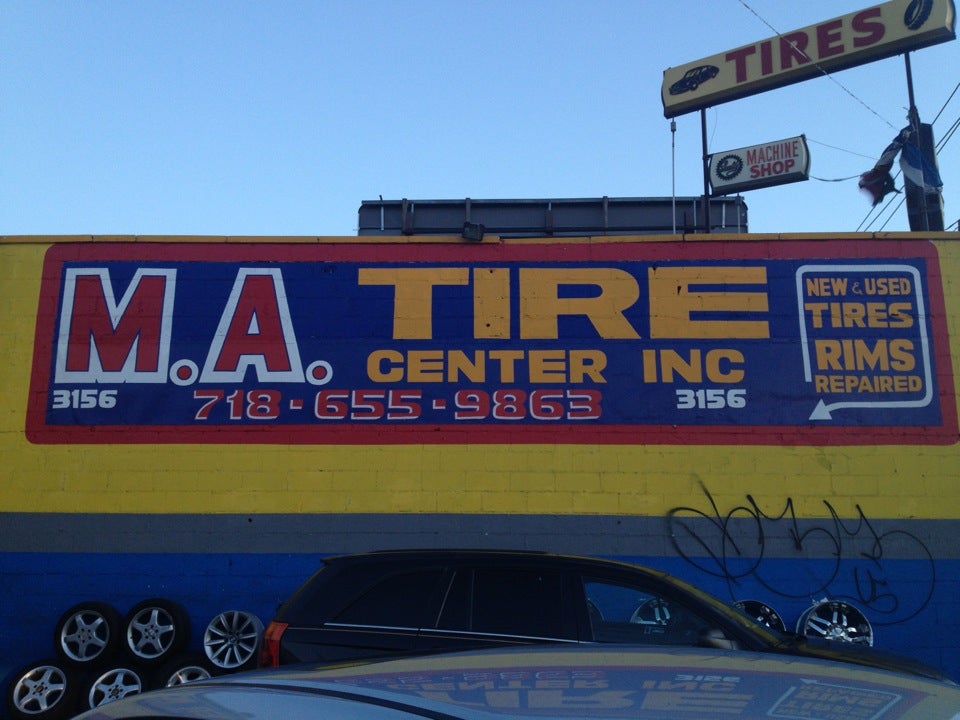 TIRES
MACHINE
SHOP
M.A. TIRE
CENTER INC
3156
718-655-9863
3156
NEW & USED
TIRES
RIMS
REPAIRED